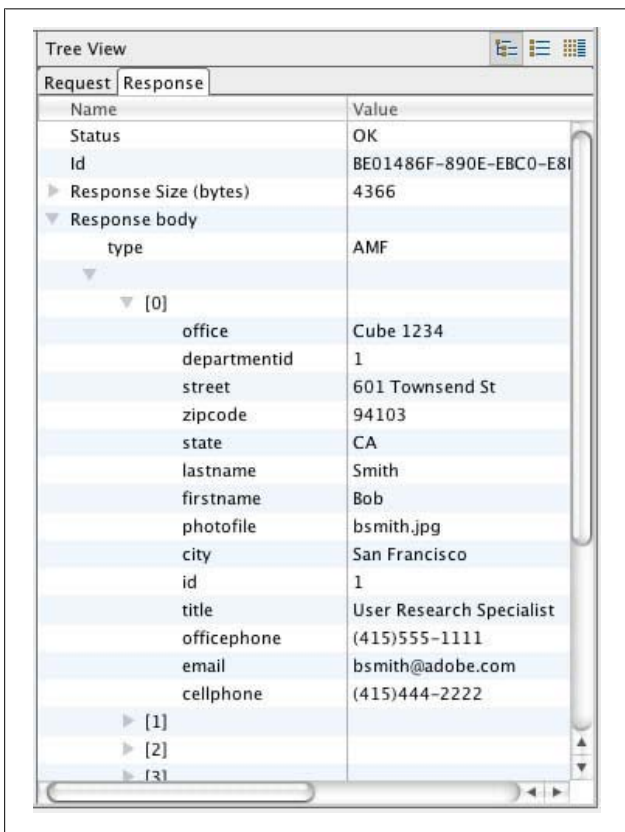 Tree View
Request Response
Name Value
Status OK
Id BE01486F-890E-EBC0-E8
Response Size (bytes) 4366
Response body
type AMF
[0]
office Cube 1234
departmentid 1
street 601 Townsend St
zipcode 94103
state CA
lastname Smith
firstname Bob
photofile bsmith.jpg
city San Francisco
id 1
title User Research Specialist
officephone (415)555-1111
email bsmith@adobe.com
cellphone (415)444-2222
[1]
[2]
[3]